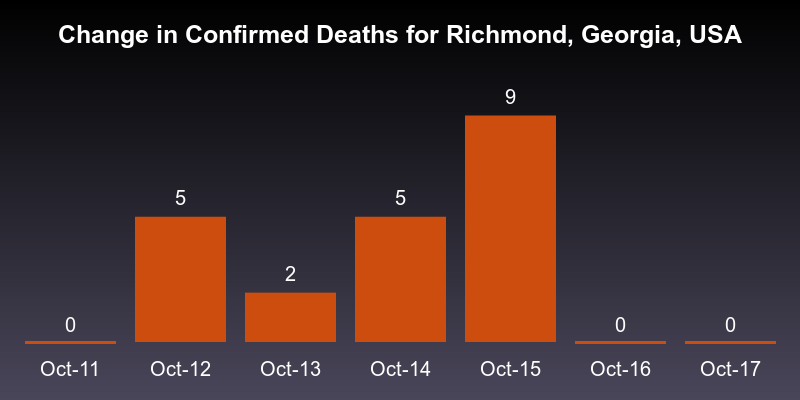 Change in Confirmed Deaths for Richmond, Georgia, USA
0 5 2 5 9 0 0
Oct-11 Oct-12 Oct-13 Oct-14 Oct-15 Oct-16 Oct-17